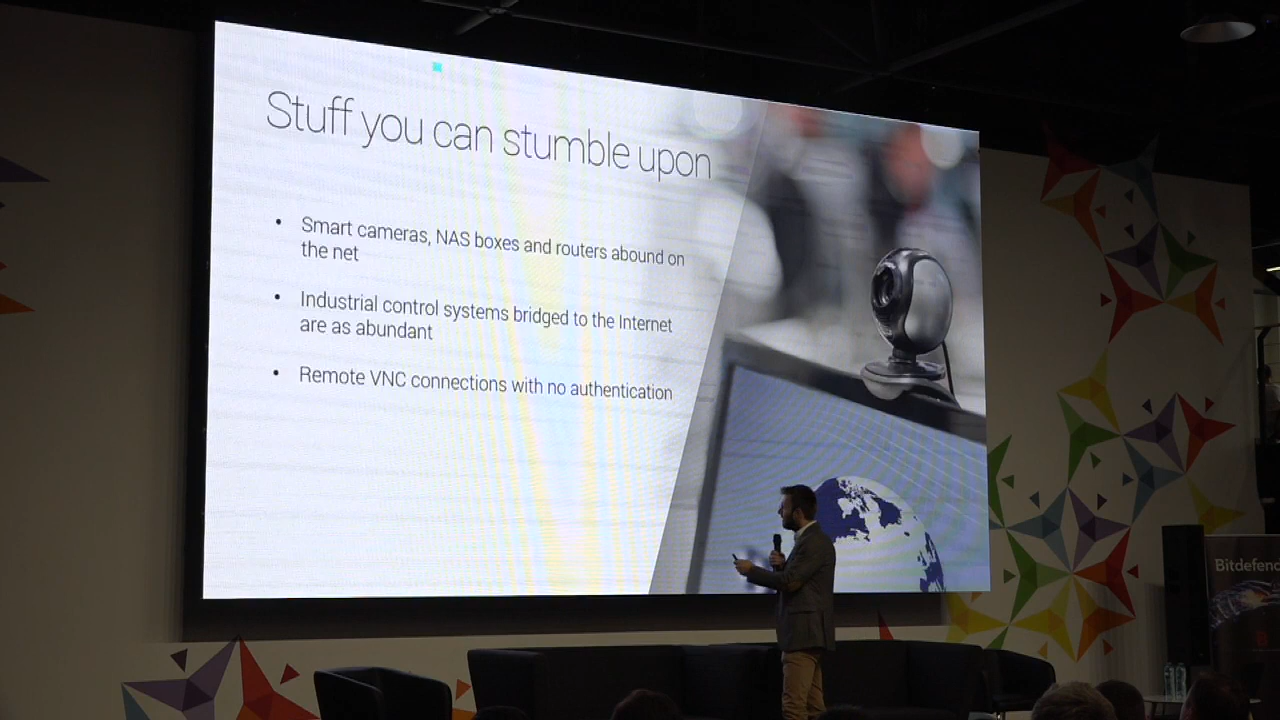 Stuff you can stumble upon
• Smart cameras, NAS boxes and routers abound on
the net
• Industrial control systems bridged to the Internet
are as abundant
• Remote VNC connections with no authentication
Bitdefend